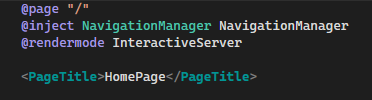 @page "/"
@inject NavigationManager NavigationManager
@rendermode InteractiveServer
<PageTitle>HomePage</PageTitle>